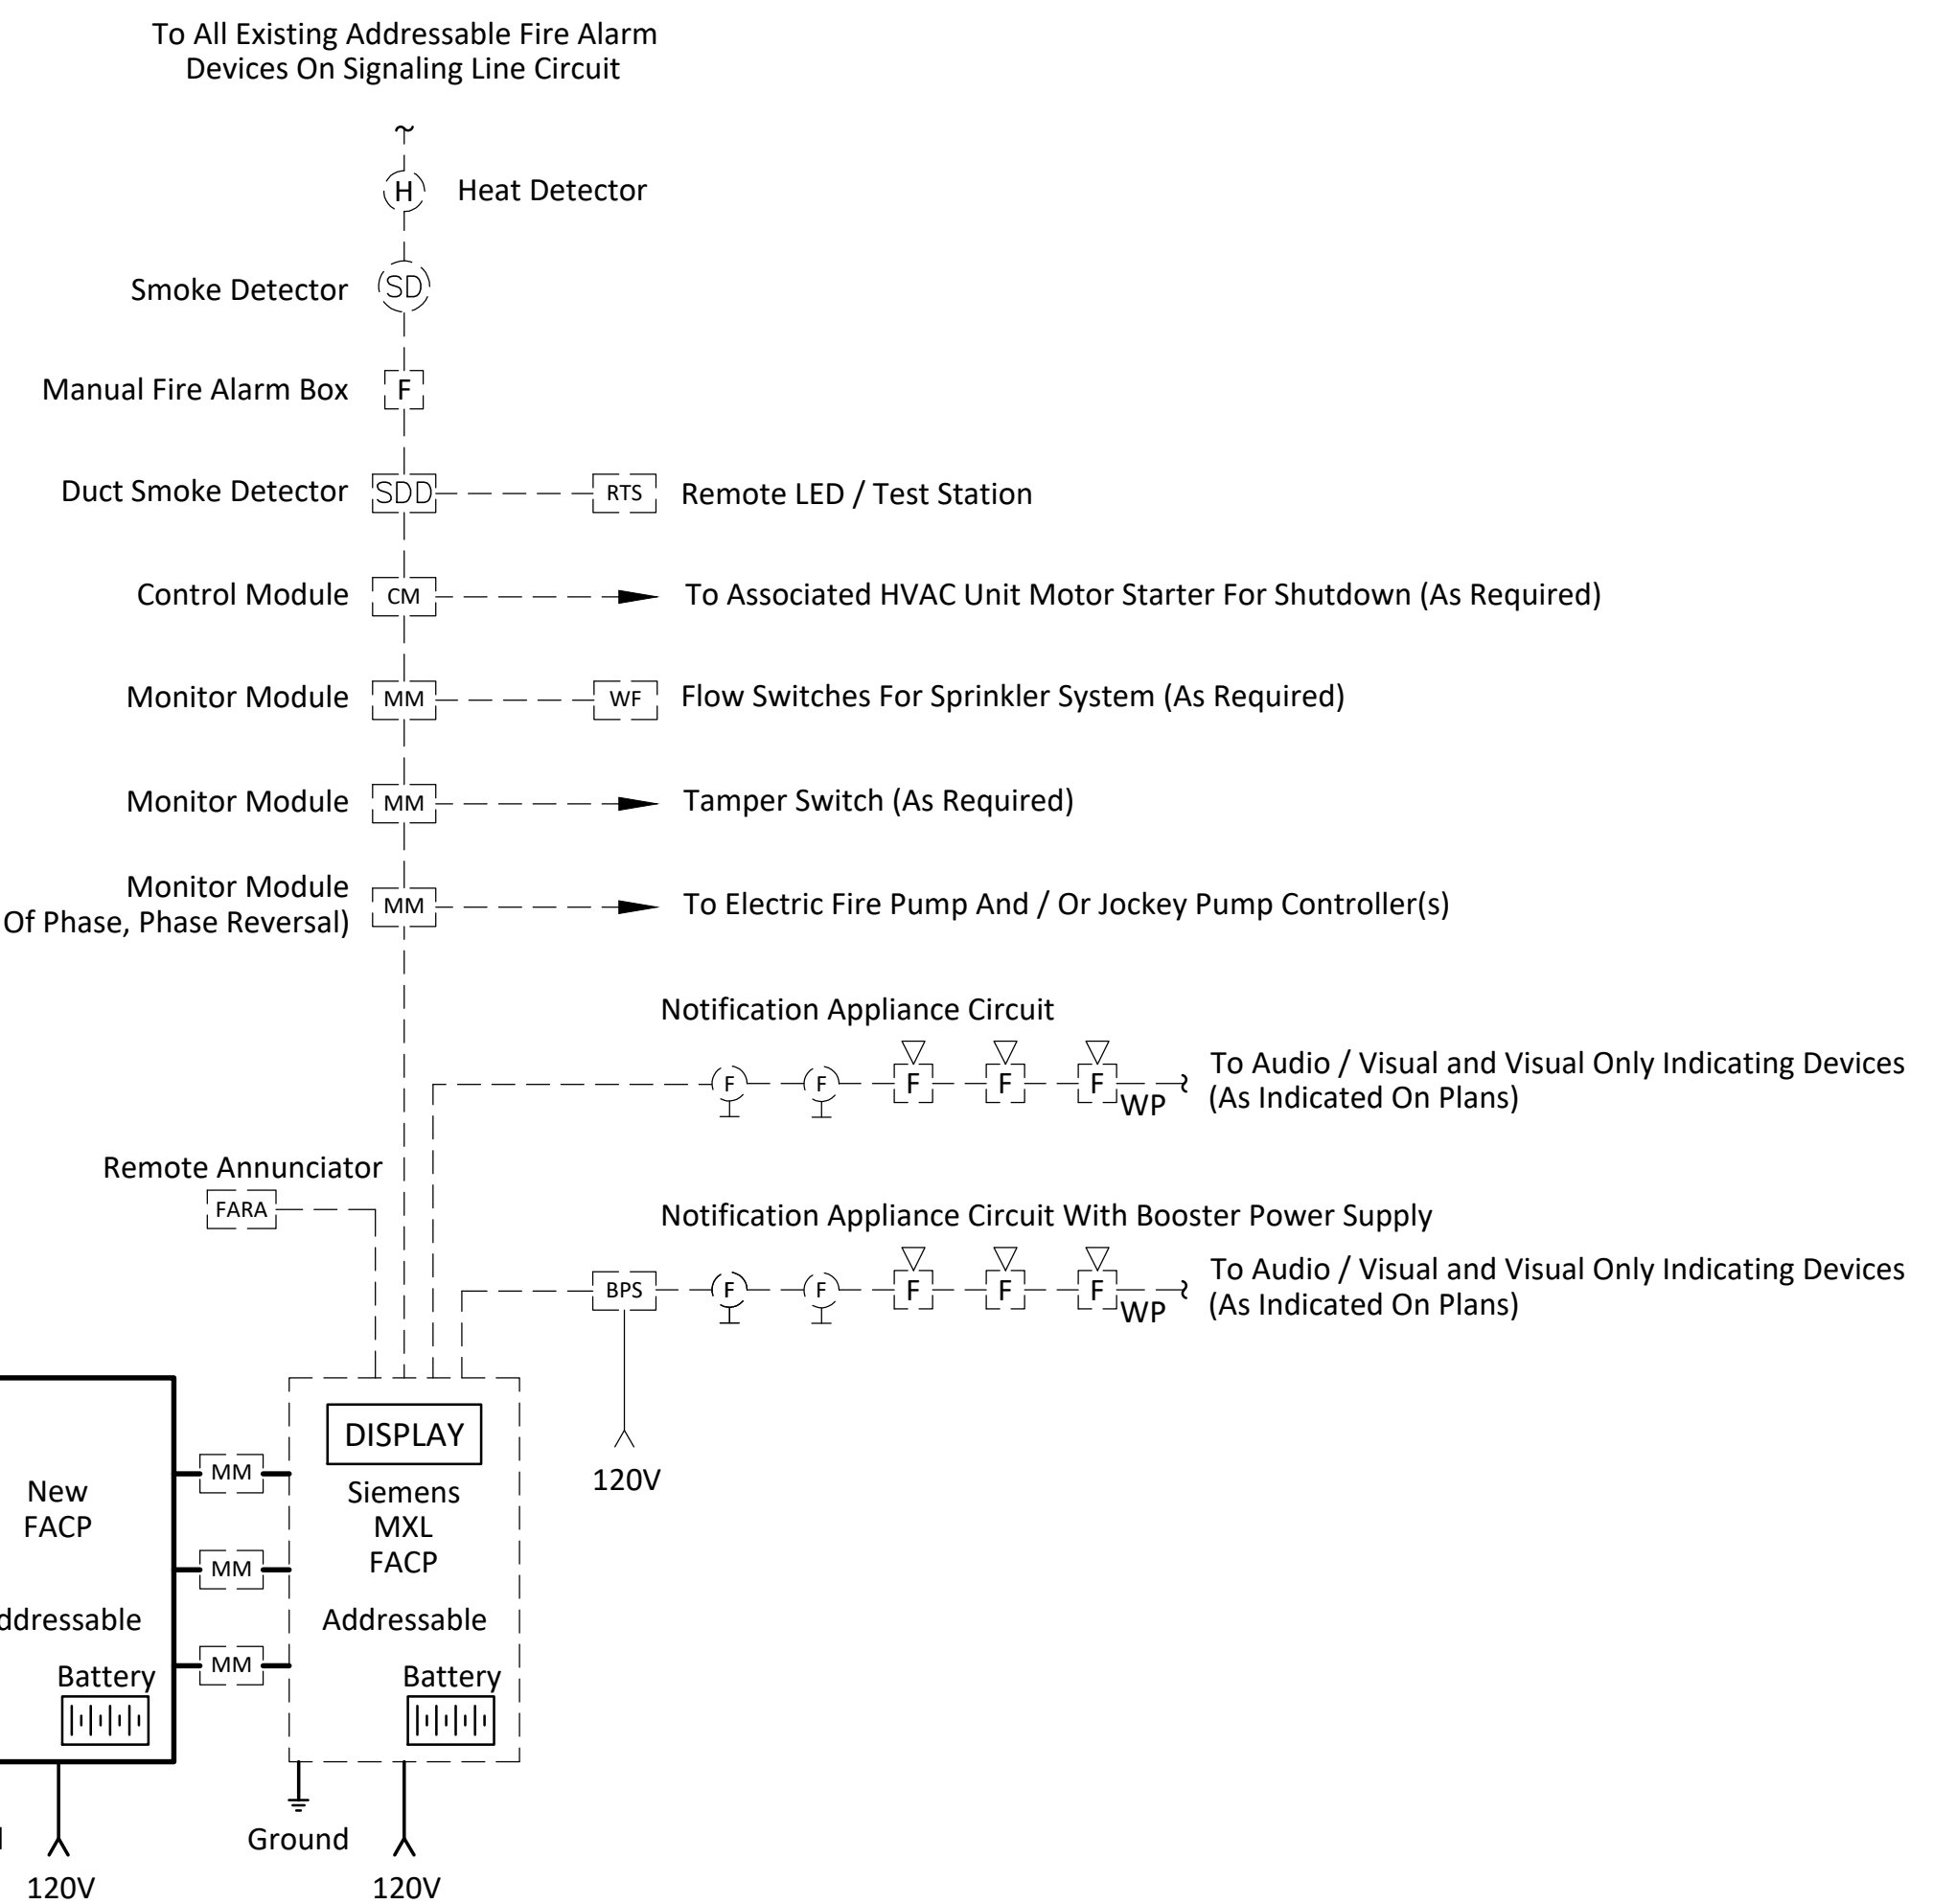 To All Existing Addressable Fire Alarm
Devices On Signaling Line Circuit
H
Heat Detector
Smoke Detector
SD
Manual Fire Alarm Box
F
Duct Smoke Detector
SDD
RTS
Remote LED / Test Station
Control Module
CM
To Associated HVAC Unit Motor Starter For Shutdown (As Required)
Monitor Module
MM
WF
Flow Switches For Sprinkler System (As Required)
Monitor Module
MM
Tamper Switch (As Required)
Monitor Module
Of Phase, Phase Reversal)
MM
To Electric Fire Pump And / Or Jockey Pump Controller(s)
Notification Appliance Circuit
F
F
F
F
F
WP
To Audio / Visual and Visual Only Indicating Devices
(As Indicated On Plans)
Remote Annunciator
FARA
Notification Appliance Circuit With Booster Power Supply
BPS
F
F
F
F
F
WP
To Audio / Visual and Visual Only Indicating Devices
(As Indicated On Plans)
120V
New
FACP
ddressable
Battery
120V
MM
MM
MM
DISPLAY
Siemens
MXL
FACP
Addressable
Battery
Ground
120V